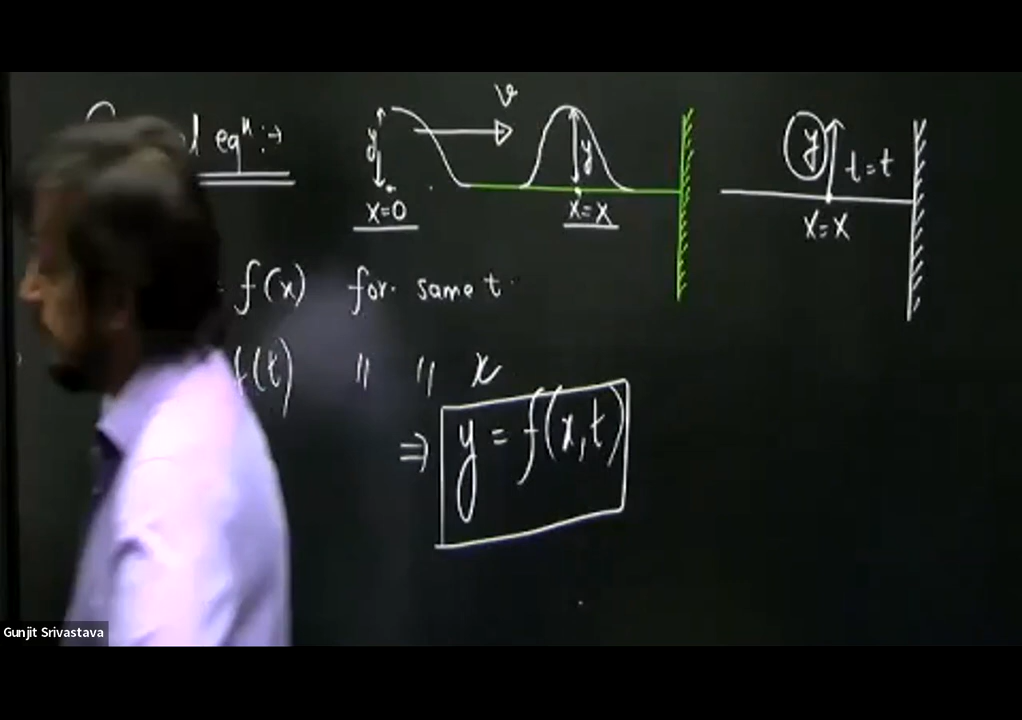 eqⁿ :→
v
y
y
x=0
x=x
y
t=t
x=x
f(x) for same t
f(t) " " x
⇒ y = f(x,t)
Gunjit Srivastava